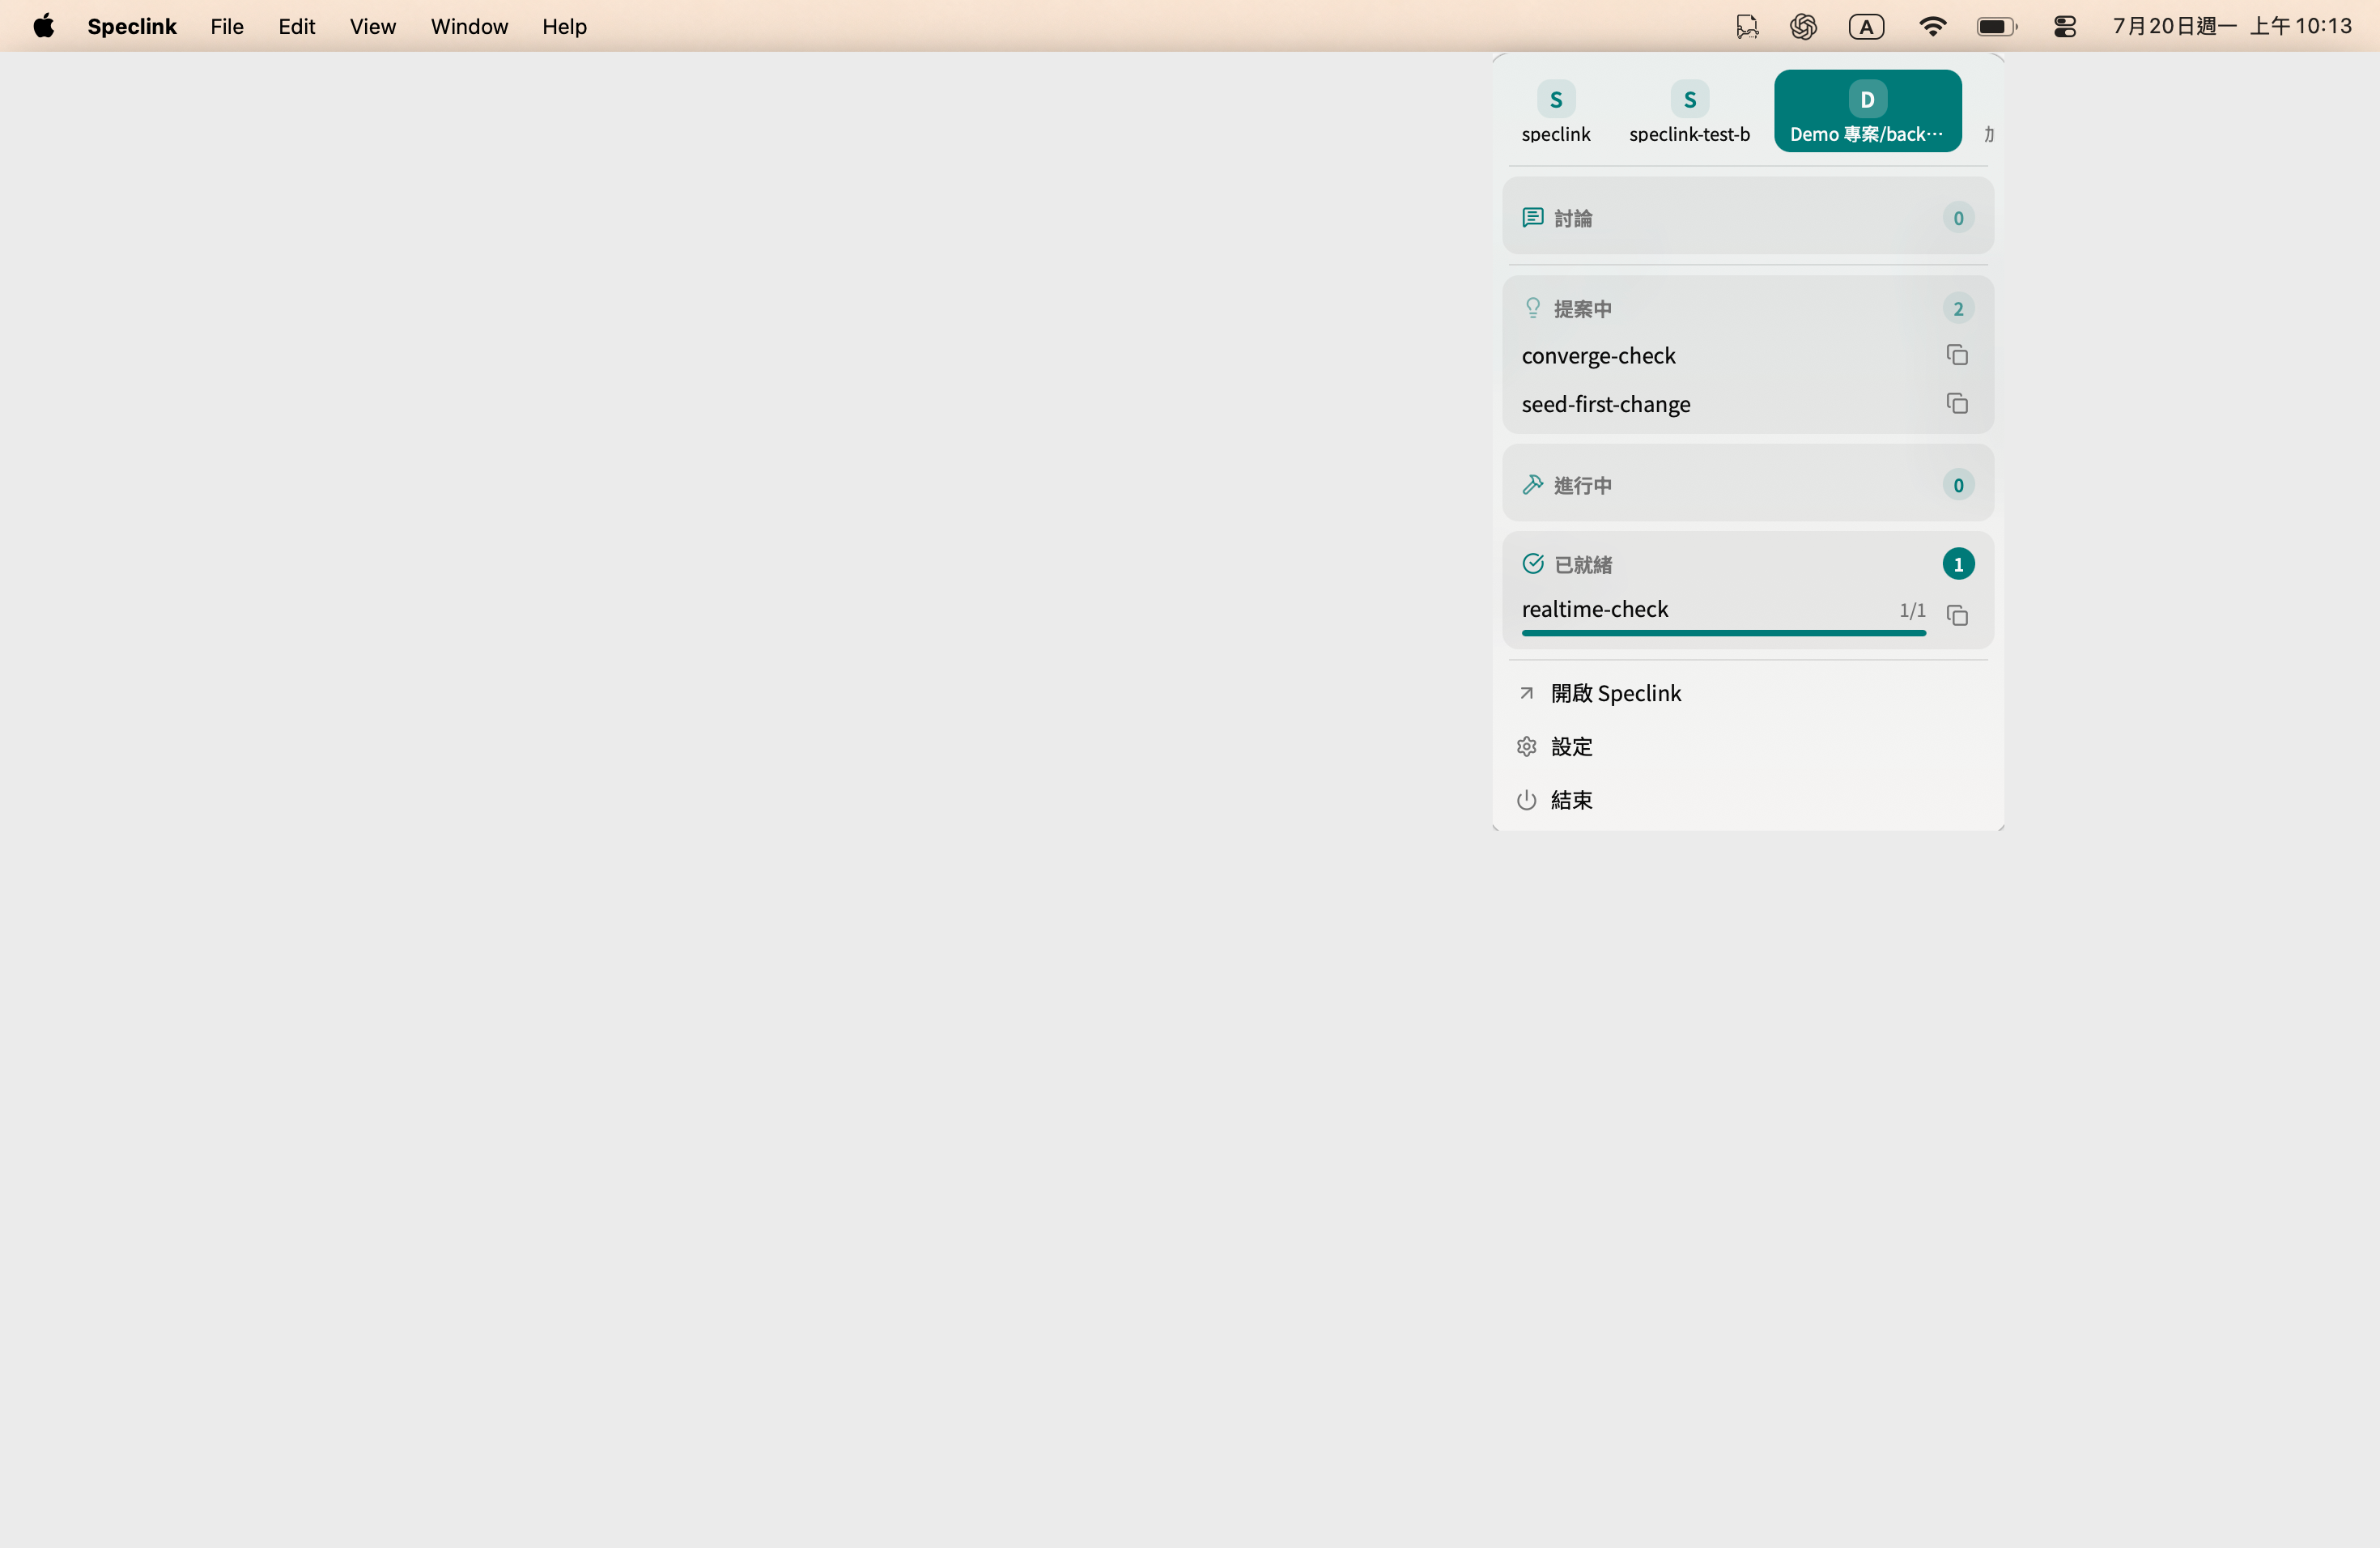 Speclink File Edit View Window Help A 7月20日週一 上午10:13
S S D
speclink speclink-test-b Demo 專案/back…
討論 0
提案中 2
converge-check
seed-first-change
進行中 0
已就緒 1
realtime-check 1/1
開啟 Speclink
設定
結束